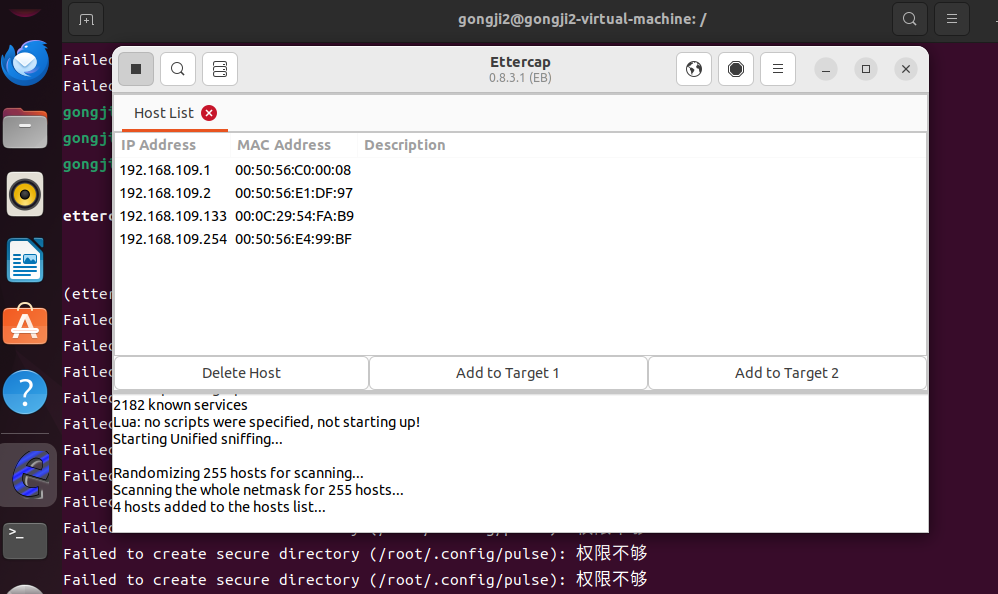 gongji2@gongji2-virtual-machine: /
Failed
Failed
gongji
gongji
gongji
etterc
(etter
Failed
Failed
Failed
Failed
Failed
Failed
Failed
Failed
Ettercap
0.8.3.1 (EB)
Host List
IP Address MAC Address Description
192.168.109.1 00:50:56:C0:00:08
192.168.109.2 00:50:56:E1:DF:97
192.168.109.133 00:0C:29:54:FA:B9
192.168.109.254 00:50:56:E4:99:BF
Delete Host Add to Target 1 Add to Target 2
2182 known services
Lua: no scripts were specified, not starting up!
Starting Unified sniffing...
Randomizing 255 hosts for scanning...
Scanning the whole netmask for 255 hosts...
4 hosts added to the hosts list...
Failed
Failed to create secure directory (/root/.config/pulse): 权限不够
Failed to create secure directory (/root/.config/pulse): 权限不够